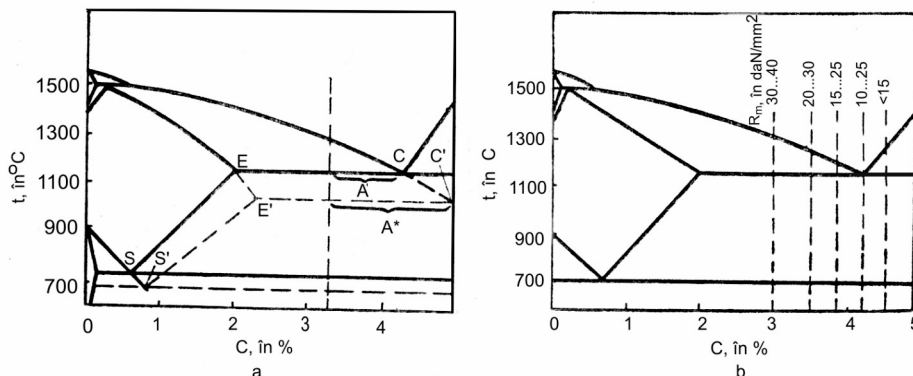 1500
1300
1100
900
700
t, în°C
E
C
C'
A
E'
A*
S
S'
0
1
2
3
4
C, în %
a
1500
1300
1100
900
700
t, în C
Rm, în daN/mm²
30...40
20...30
15...25
10...25
<15
0
1
2
3
4
5
C, în %
b